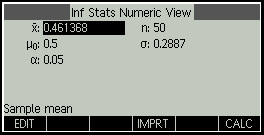 Inf Stats Numeric View
x̄: 0.461368 n: 50
μ₀: 0.5 σ: 0.2887
α: 0.05
Sample mean
EDIT IMPRT CALC